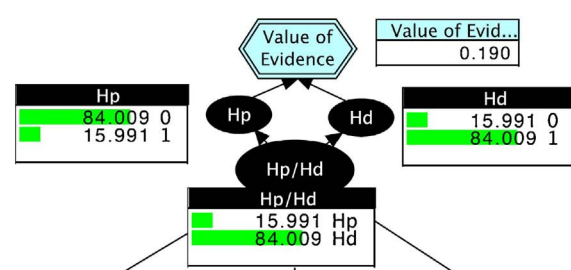 Value of
Evidence
Value of Evid...
0.190
Hp
84.009 0
15.991 1
Hp
Hd
Hd
15.991 0
84.009 1
Hp/Hd
Hp/Hd
15.991 Hp
84.009 Hd